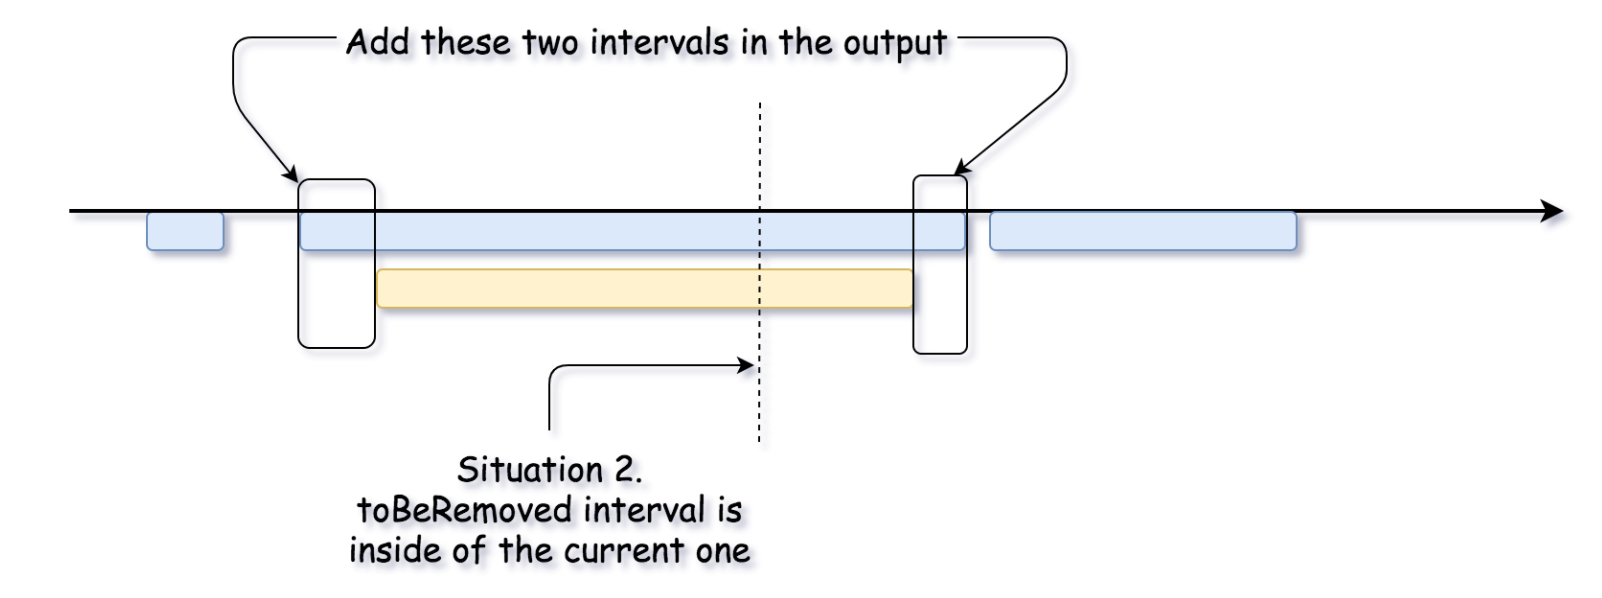 Add these two intervals in the output
Situation 2.
toBeRemoved interval is
inside of the current one